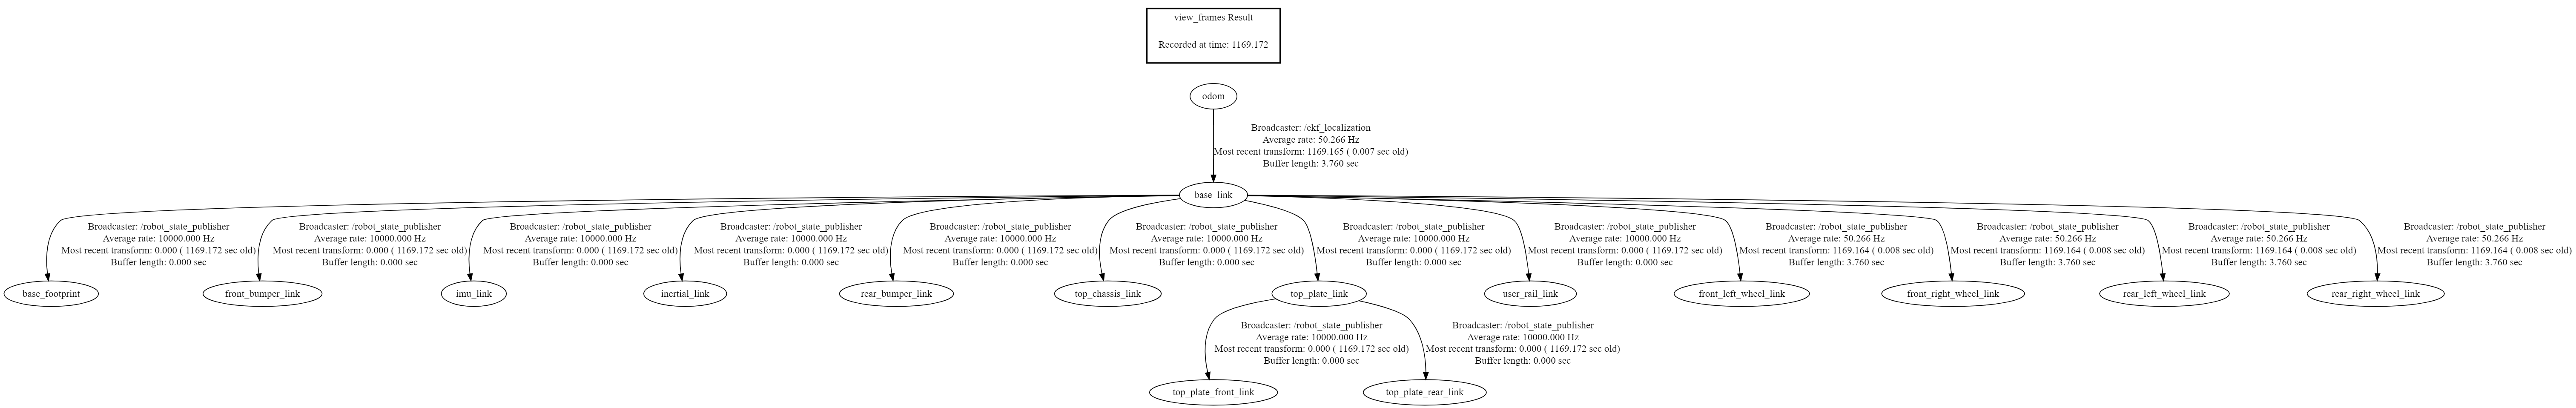 view_frames Result
Recorded at time: 1169.172
odom
Broadcaster: /ekf_localization
Average rate: 50.266 Hz
Most recent transform: 1169.165 ( 0.007 sec old)
Buffer length: 3.760 sec
base_link
Broadcaster: /robot_state_publisher
Average rate: 10000.000 Hz
Most recent transform: 0.000 ( 1169.172 sec old)
Buffer length: 0.000 sec
Broadcaster: /robot_state_publisher
Average rate: 10000.000 Hz
Most recent transform: 0.000 ( 1169.172 sec old)
Buffer length: 0.000 sec
Broadcaster: /robot_state_publisher
Average rate: 10000.000 Hz
Most recent transform: 0.000 ( 1169.172 sec old)
Buffer length: 0.000 sec
Broadcaster: /robot_state_publisher
Average rate: 10000.000 Hz
Most recent transform: 0.000 ( 1169.172 sec old)
Buffer length: 0.000 sec
Broadcaster: /robot_state_publisher
Average rate: 10000.000 Hz
Most recent transform: 0.000 ( 1169.172 sec old)
Buffer length: 0.000 sec
Broadcaster: /robot_state_publisher
Average rate: 10000.000 Hz
Most recent transform: 0.000 ( 1169.172 sec old)
Buffer length: 0.000 sec
Broadcaster: /robot_state_publisher
Average rate: 10000.000 Hz
Most recent transform: 0.000 ( 1169.172 sec old)
Buffer length: 0.000 sec
Broadcaster: /robot_state_publisher
Average rate: 10000.000 Hz
Most recent transform: 0.000 ( 1169.172 sec old)
Buffer length: 0.000 sec
Broadcaster: /robot_state_publisher
Average rate: 50.266 Hz
Most recent transform: 1169.164 ( 0.008 sec old)
Buffer length: 3.760 sec
Broadcaster: /robot_state_publisher
Average rate: 50.266 Hz
Most recent transform: 1169.164 ( 0.008 sec old)
Buffer length: 3.760 sec
Broadcaster: /robot_state_publisher
Average rate: 50.266 Hz
Most recent transform: 1169.164 ( 0.008 sec old)
Buffer length: 3.760 sec
Broadcaster: /robot_state_publisher
Average rate: 50.266 Hz
Most recent transform: 1169.164 ( 0.008 sec old)
Buffer length: 3.760 sec
base_footprint
front_bumper_link
imu_link
inertial_link
rear_bumper_link
top_chassis_link
top_plate_link
user_rail_link
front_left_wheel_link
front_right_wheel_link
rear_left_wheel_link
rear_right_wheel_link
Broadcaster: /robot_state_publisher
Average rate: 10000.000 Hz
Most recent transform: 0.000 ( 1169.172 sec old)
Buffer length: 0.000 sec
Broadcaster: /robot_state_publisher
Average rate: 10000.000 Hz
Most recent transform: 0.000 ( 1169.172 sec old)
Buffer length: 0.000 sec
top_plate_front_link
top_plate_rear_link